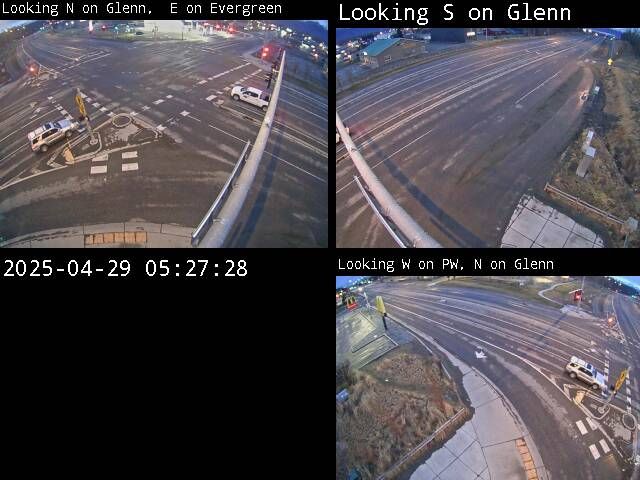 Looking N on Glenn,  E on Evergreen
Looking S on Glenn
2025-04-29 05:27:28
Looking W on PW, N on Glenn